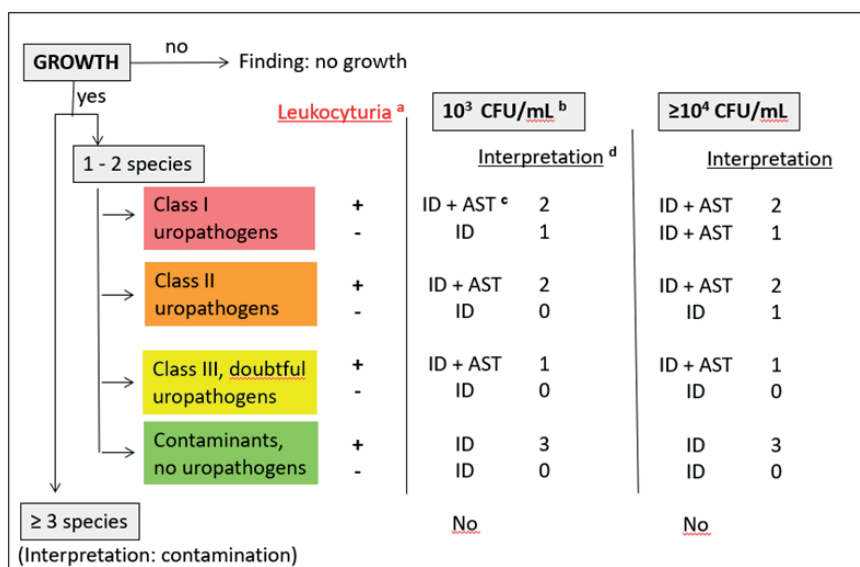 no
GROWTH Finding: no growth
yes
Leukocyturia a 10³ CFU/mL b ≥10⁴ CFU/mL
1 - 2 species Interpretation d Interpretation
Class I + ID + AST c 2 ID + AST 2
uropathogens - ID 1 ID + AST 1
Class II + ID + AST 2 ID + AST 2
uropathogens - ID 0 ID 1
Class III, doubtful + ID + AST 1 ID + AST 1
uropathogens - ID 0 ID 0
Contaminants, + ID 3 ID 3
no uropathogens - ID 0 ID 0
≥ 3 species No No
(Interpretation: contamination)